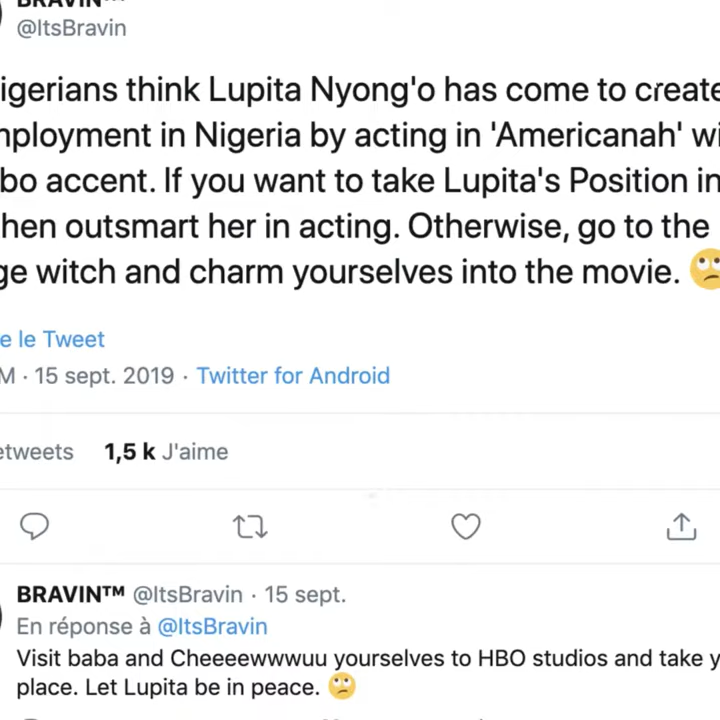 BRAVIN™
@ItsBravin
igerians think Lupita Nyong'o has come to create
nployment in Nigeria by acting in 'Americanah' wi
bo accent. If you want to take Lupita's Position in
hen outsmart her in acting. Otherwise, go to the
ge witch and charm yourselves into the movie. 🙄
e le Tweet
M · 15 sept. 2019 · Twitter for Android
etweets 1,5 k J'aime
BRAVIN™ @ItsBravin · 15 sept.
En réponse à @ItsBravin
Visit baba and Cheeeewwwuu yourselves to HBO studios and take y
place. Let Lupita be in peace. 🙄